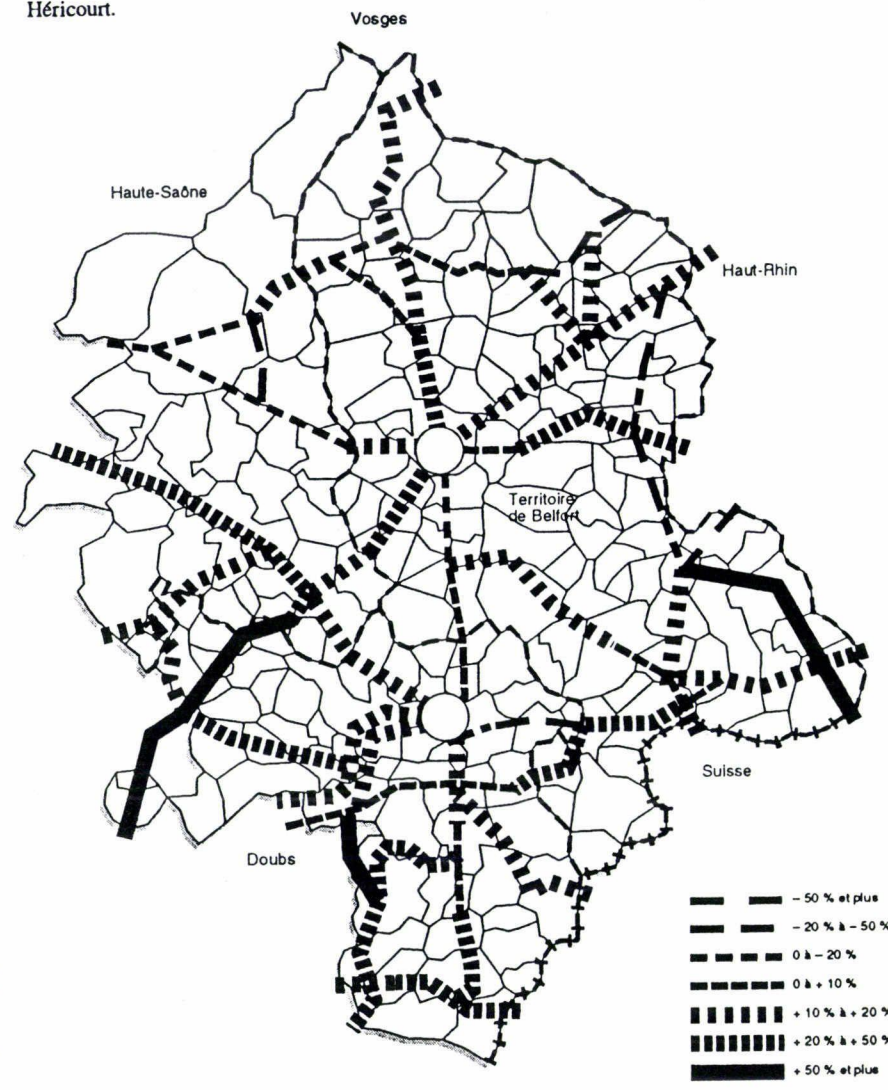 Héricourt.
Vosges
Haute-Saône
Haut-Rhin
Territoire
de Belfort
Suisse
Doubs
– 50 % et plus
– 20 % à – 50 %
0 à – 20 %
0 à + 10 %
+ 10 % à + 20 %
+ 20 % à + 50 %
+ 50 % et plus